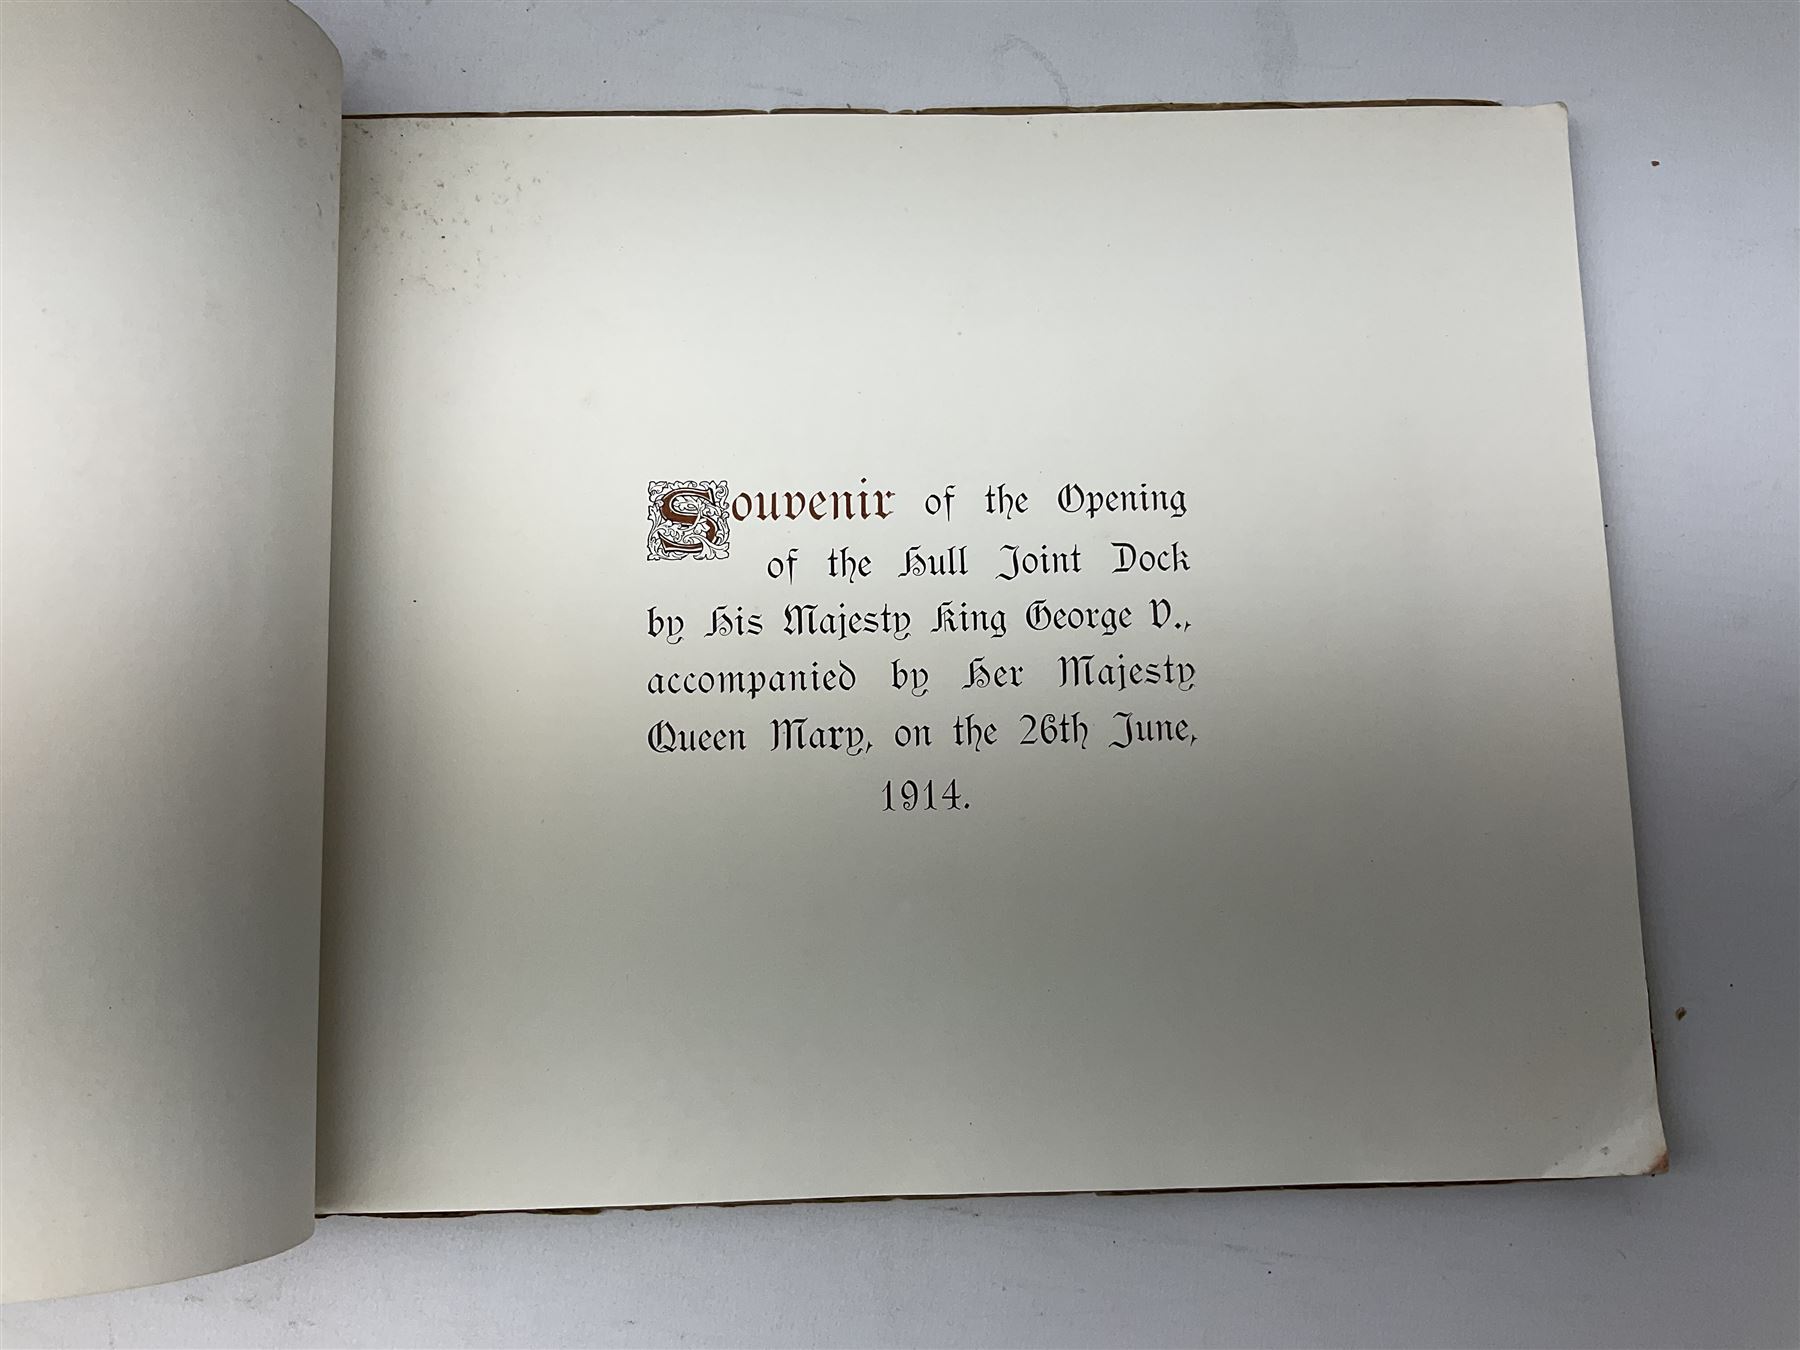 Souvenir of the Opening
of the Hull Joint Dock
by His Majesty King George V.,
accompanied by Her Majesty
Queen Mary, on the 26th June,
1914.